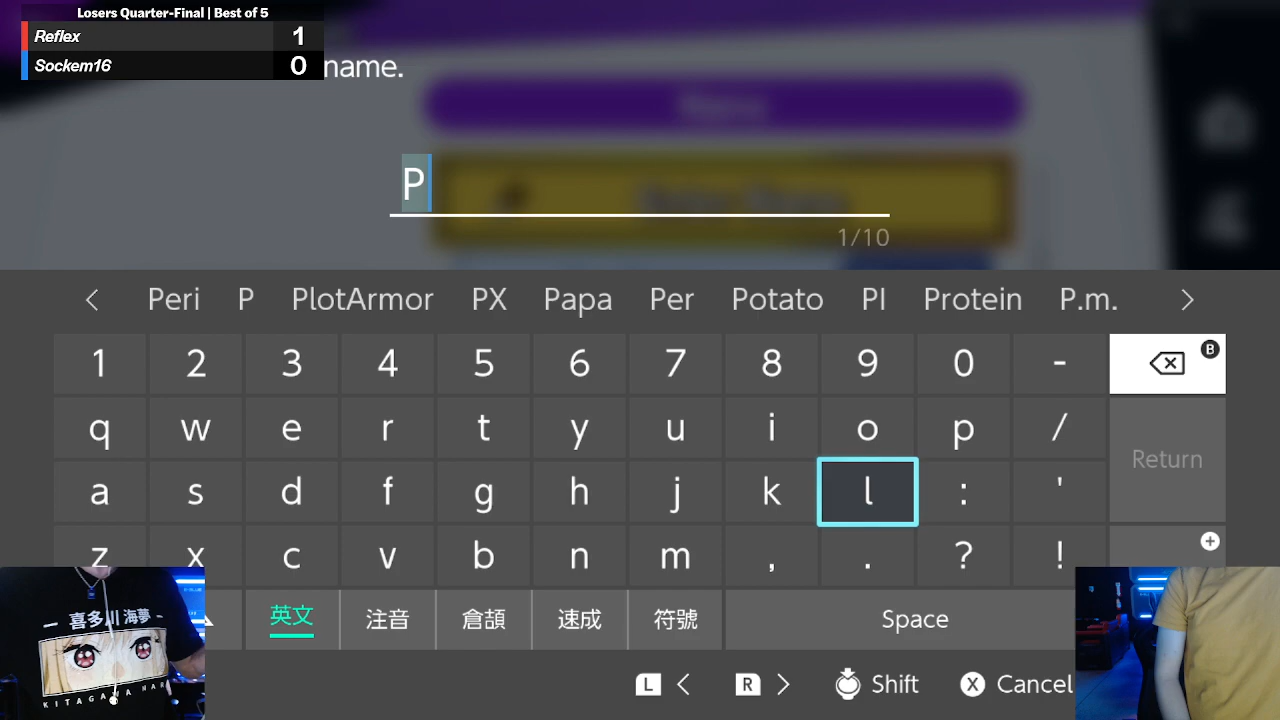 Losers Quarter-Final | Best of 5
Reflex 1
Sockem16 0
name.
P
1/10
Peri P PlotArmor PX Papa Per Potato PI Protein P.m.
1 2 3 4 5 6 7 8 9 0 - B
q w e r t y u i o p /
Return
a s d f g h j k l : '
z x c v b n m , . ? !
英文 注音 倉頡 速成 符號 Space
L R Shift X Cancel
喜多川 海夢